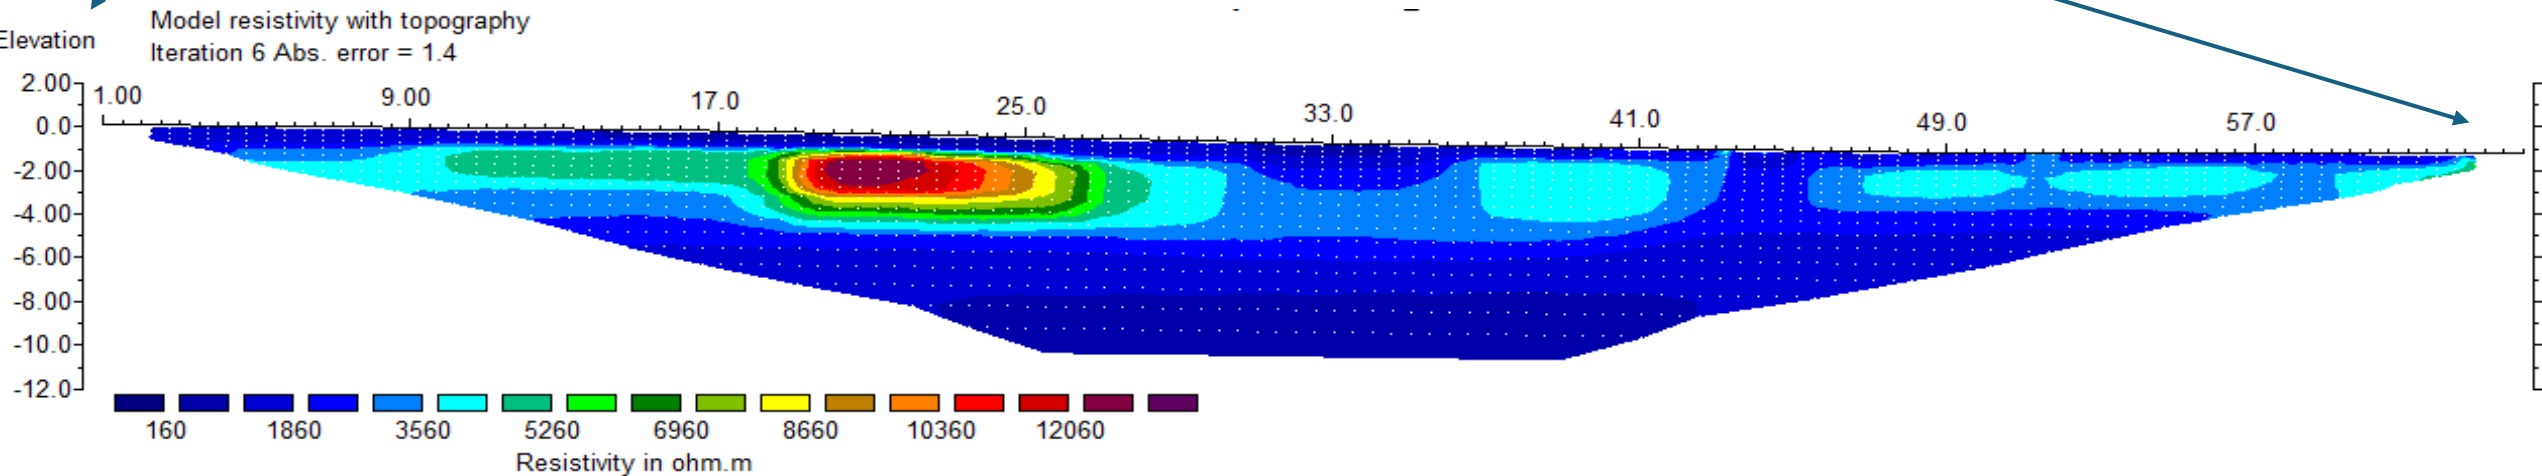 Model resistivity with topography
Elevation
Iteration 6 Abs. error = 1.4
2.00
1.00 9.00 17.0 25.0 33.0 41.0 49.0 57.0
0.0
-2.00
-4.00
-6.00
-8.00
-10.0
-12.0
160 1860 3560 5260 6960 8660 10360 12060
Resistivity in ohm.m